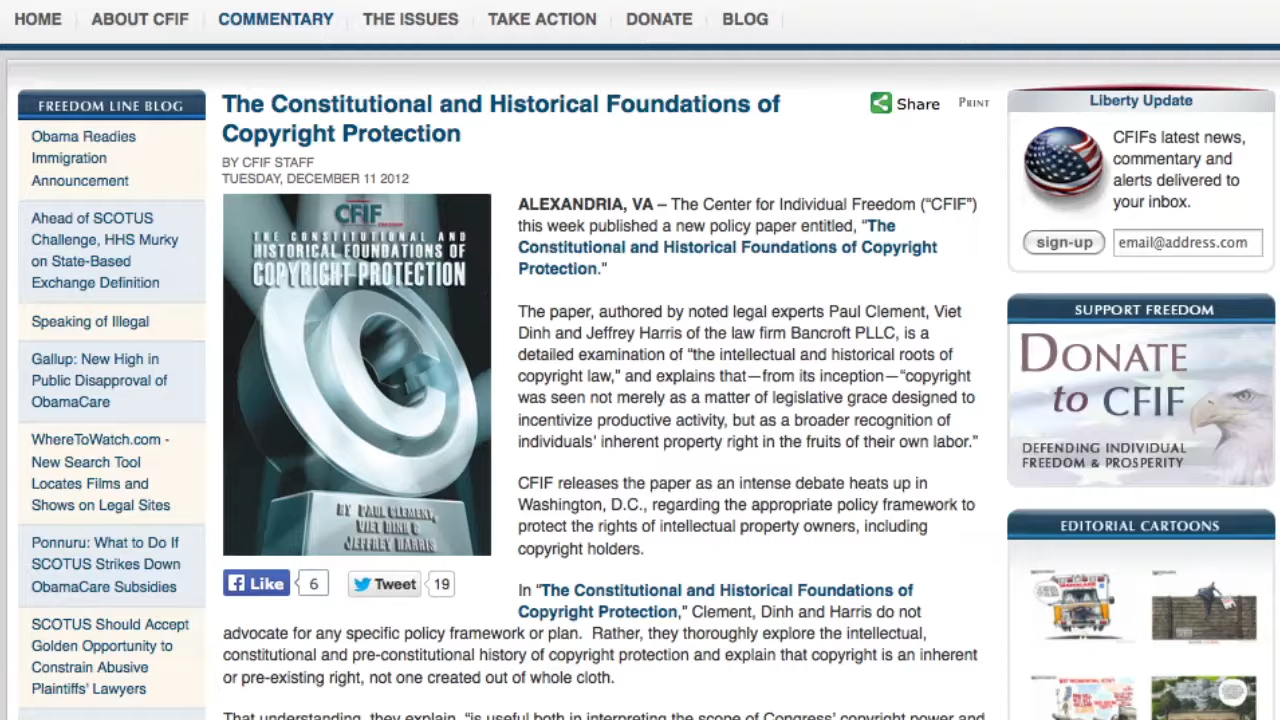 HOME
ABOUT CFIF
COMMENTARY
THE ISSUES
TAKE ACTION
DONATE
BLOG
FREEDOM LINE BLOG
Obama Readies
Immigration
Announcement
Ahead of SCOTUS
Challenge, HHS Murky
on State-Based
Exchange Definition
Speaking of Illegal
Gallup: New High in
Public Disapproval of
ObamaCare
WhereToWatch.com -
New Search Tool
Locates Films and
Shows on Legal Sites
Ponnuru: What to Do If
SCOTUS Strikes Down
ObamaCare Subsidies
SCOTUS Should Accept
Golden Opportunity to
Constrain Abusive
Plaintiffs' Lawyers
The Constitutional and Historical Foundations of
Copyright Protection
Share
PRINT
BY CFIF STAFF
TUESDAY, DECEMBER 11 2012
CFIF
THE CONSTITUTIONAL AND
HISTORICAL FOUNDATIONS OF
COPYRIGHT PROTECTION
BY PAUL CLEMENT,
VIET DINH &
JEFFREY HARRIS
Like
6
Tweet
19
ALEXANDRIA, VA – The Center for Individual Freedom (“CFIF”)
this week published a new policy paper entitled, “The
Constitutional and Historical Foundations of Copyright
Protection.”
The paper, authored by noted legal experts Paul Clement, Viet
Dinh and Jeffrey Harris of the law firm Bancroft PLLC, is a
detailed examination of “the intellectual and historical roots of
copyright law,” and explains that—from its inception—“copyright
was seen not merely as a matter of legislative grace designed to
incentivize productive activity, but as a broader recognition of
individuals’ inherent property right in the fruits of their own labor.”
CFIF releases the paper as an intense debate heats up in
Washington, D.C., regarding the appropriate policy framework to
protect the rights of intellectual property owners, including
copyright holders.
In “The Constitutional and Historical Foundations of
Copyright Protection,” Clement, Dinh and Harris do not
advocate for any specific policy framework or plan. Rather, they thoroughly explore the intellectual,
constitutional and pre-constitutional history of copyright protection and explain that copyright is an inherent
or pre-existing right, not one created out of whole cloth.
That understanding, they explain, “is useful both in interpreting the scope of Congress’ copyright power and
Liberty Update
CFIFs latest news,
commentary and
alerts delivered to
your inbox.
sign-up
email@address.com
SUPPORT FREEDOM
DONATE
to CFIF
DEFENDING INDIVIDUAL
FREEDOM & PROSPERITY
EDITORIAL CARTOONS